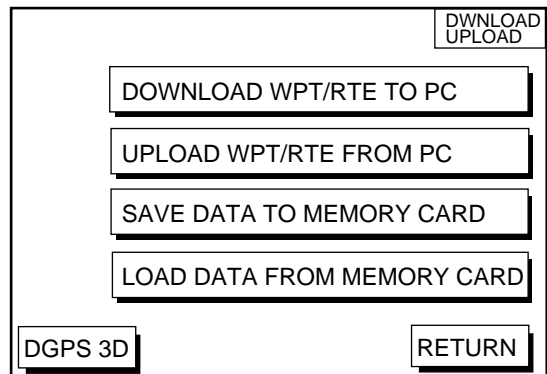 DWNLOAD
UPLOAD
DOWNLOAD WPT/RTE TO PC
UPLOAD WPT/RTE FROM PC
SAVE DATA TO MEMORY CARD
LOAD DATA FROM MEMORY CARD
DGPS 3D
RETURN